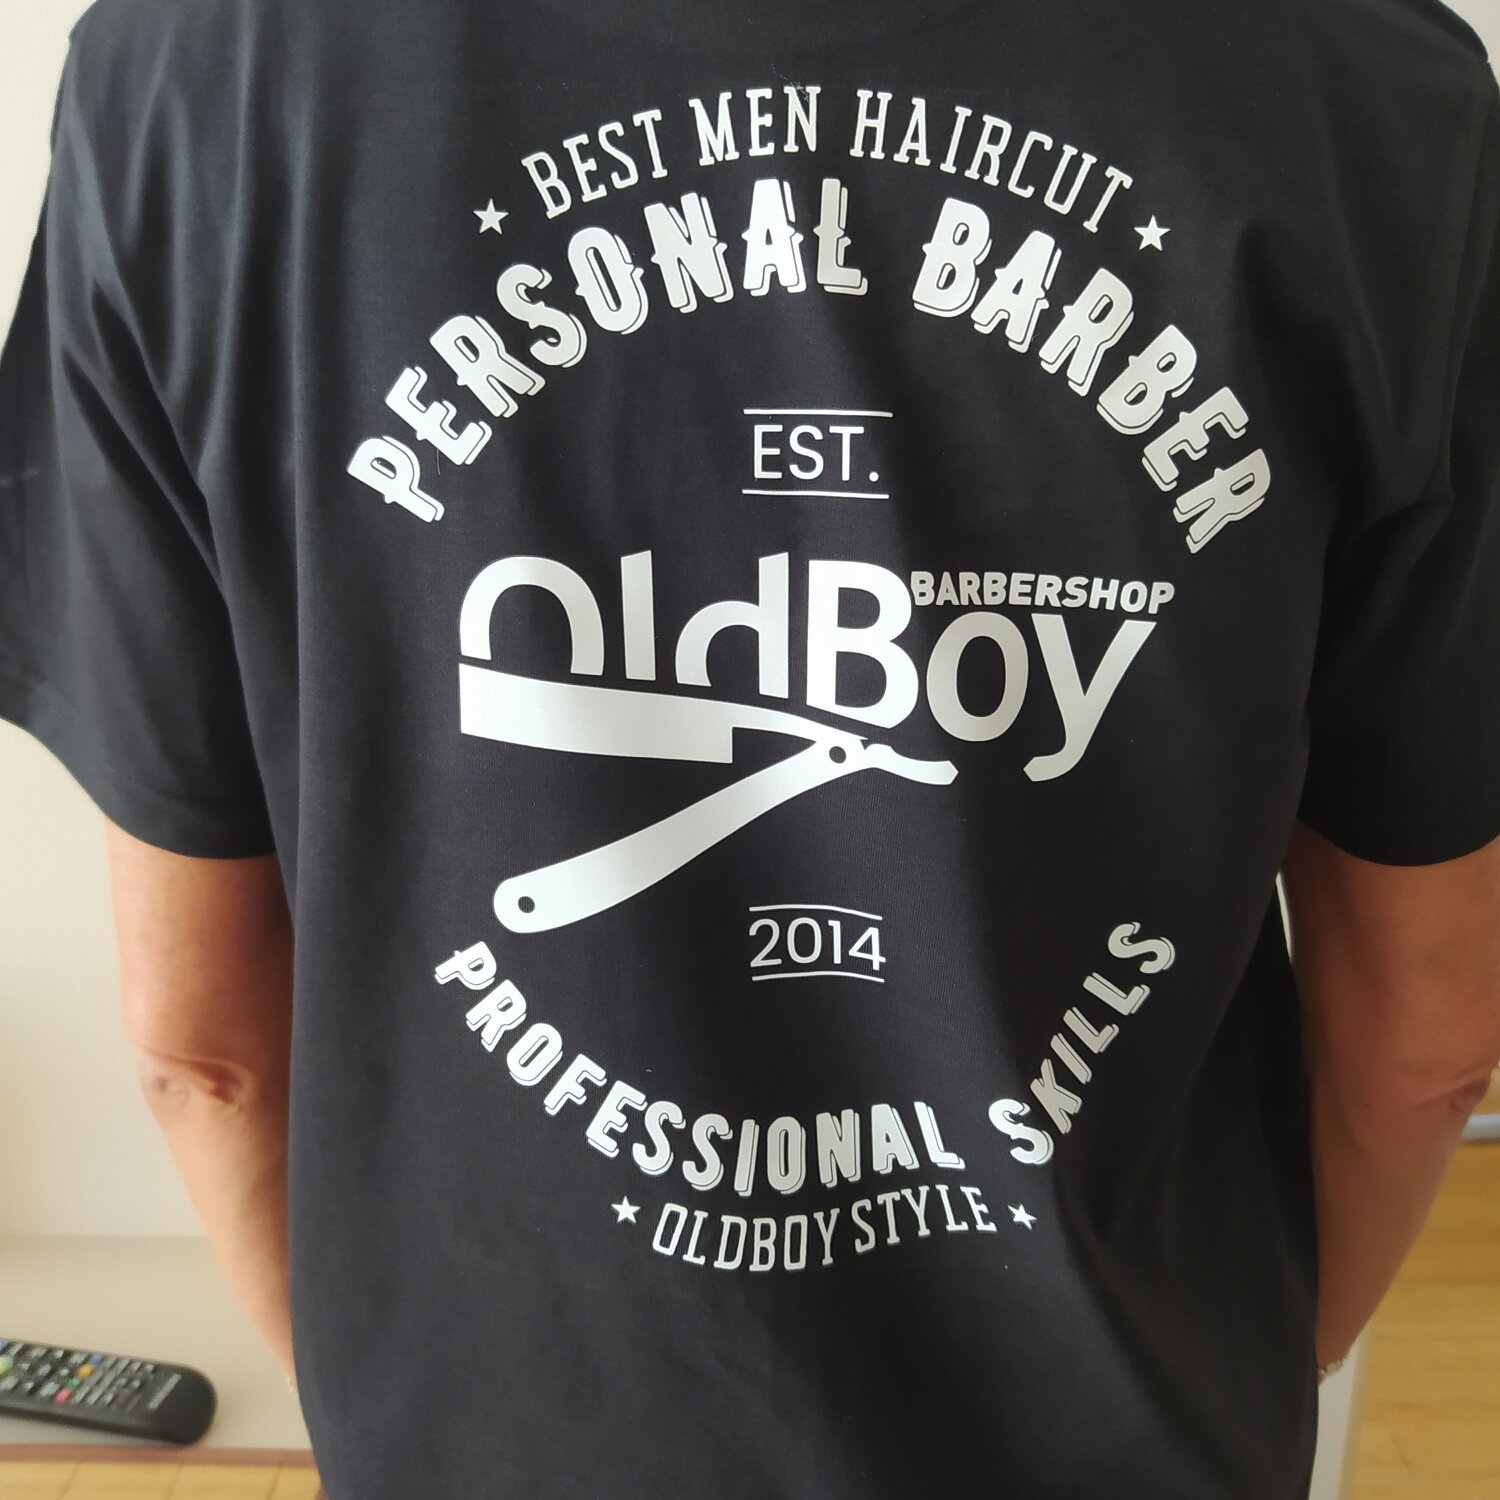 BEST MEN HAIRCUT
PERSONAL BARBER
EST.
OldBoy
BARBERSHOP
2014
PROFESSIONAL SKILLS
OLDBOY STYLE